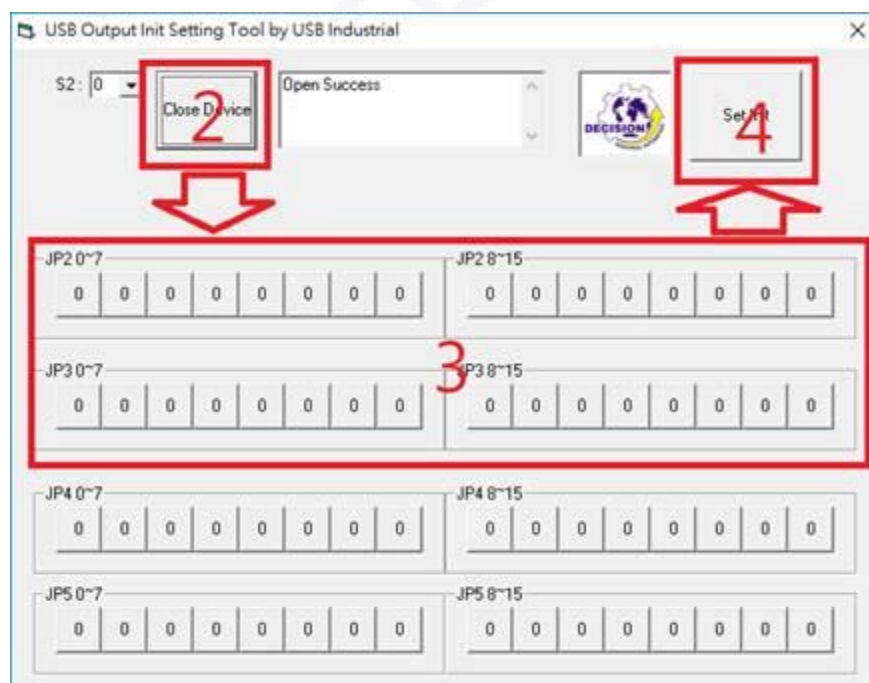 USB Output Init Setting Tool by USB Industrial
S2: 0
Close Device
2
Open Success
DECISION
Set Init
4
JP2 0~7
JP2 8~15
0 0 0 0 0 0 0 0
0 0 0 0 0 0 0 0
3
JP3 0~7
JP3 8~15
0 0 0 0 0 0 0 0
0 0 0 0 0 0 0 0
JP4 0~7
JP4 8~15
0 0 0 0 0 0 0 0
0 0 0 0 0 0 0 0
JP5 0~7
JP5 8~15
0 0 0 0 0 0 0 0
0 0 0 0 0 0 0 0